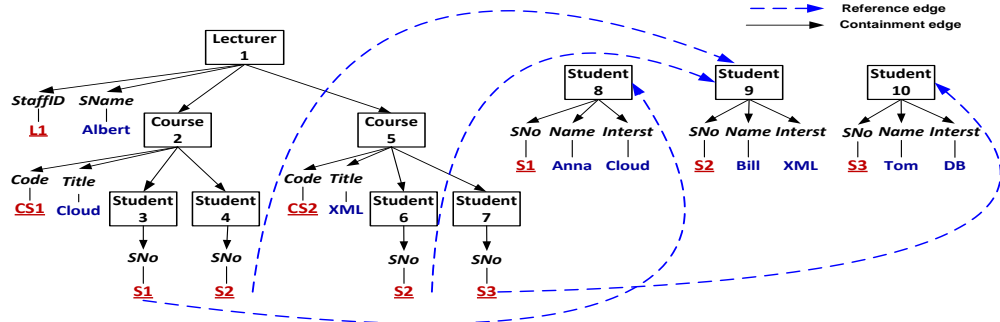 Reference edge
Containment edge
Lecturer
1
StaffID SName
L1 Albert
Course
2
Course
5
Student
8
Student
9
Student
10
SNo Name Interst
S1 Anna Cloud
SNo Name Interst
S2 Bill XML
SNo Name Interst
S3 Tom DB
Code Title
CS1 Cloud
Code Title
CS2 XML
Student
3
Student
4
Student
6
Student
7
SNo SNo SNo SNo
S1 S2 S2 S3